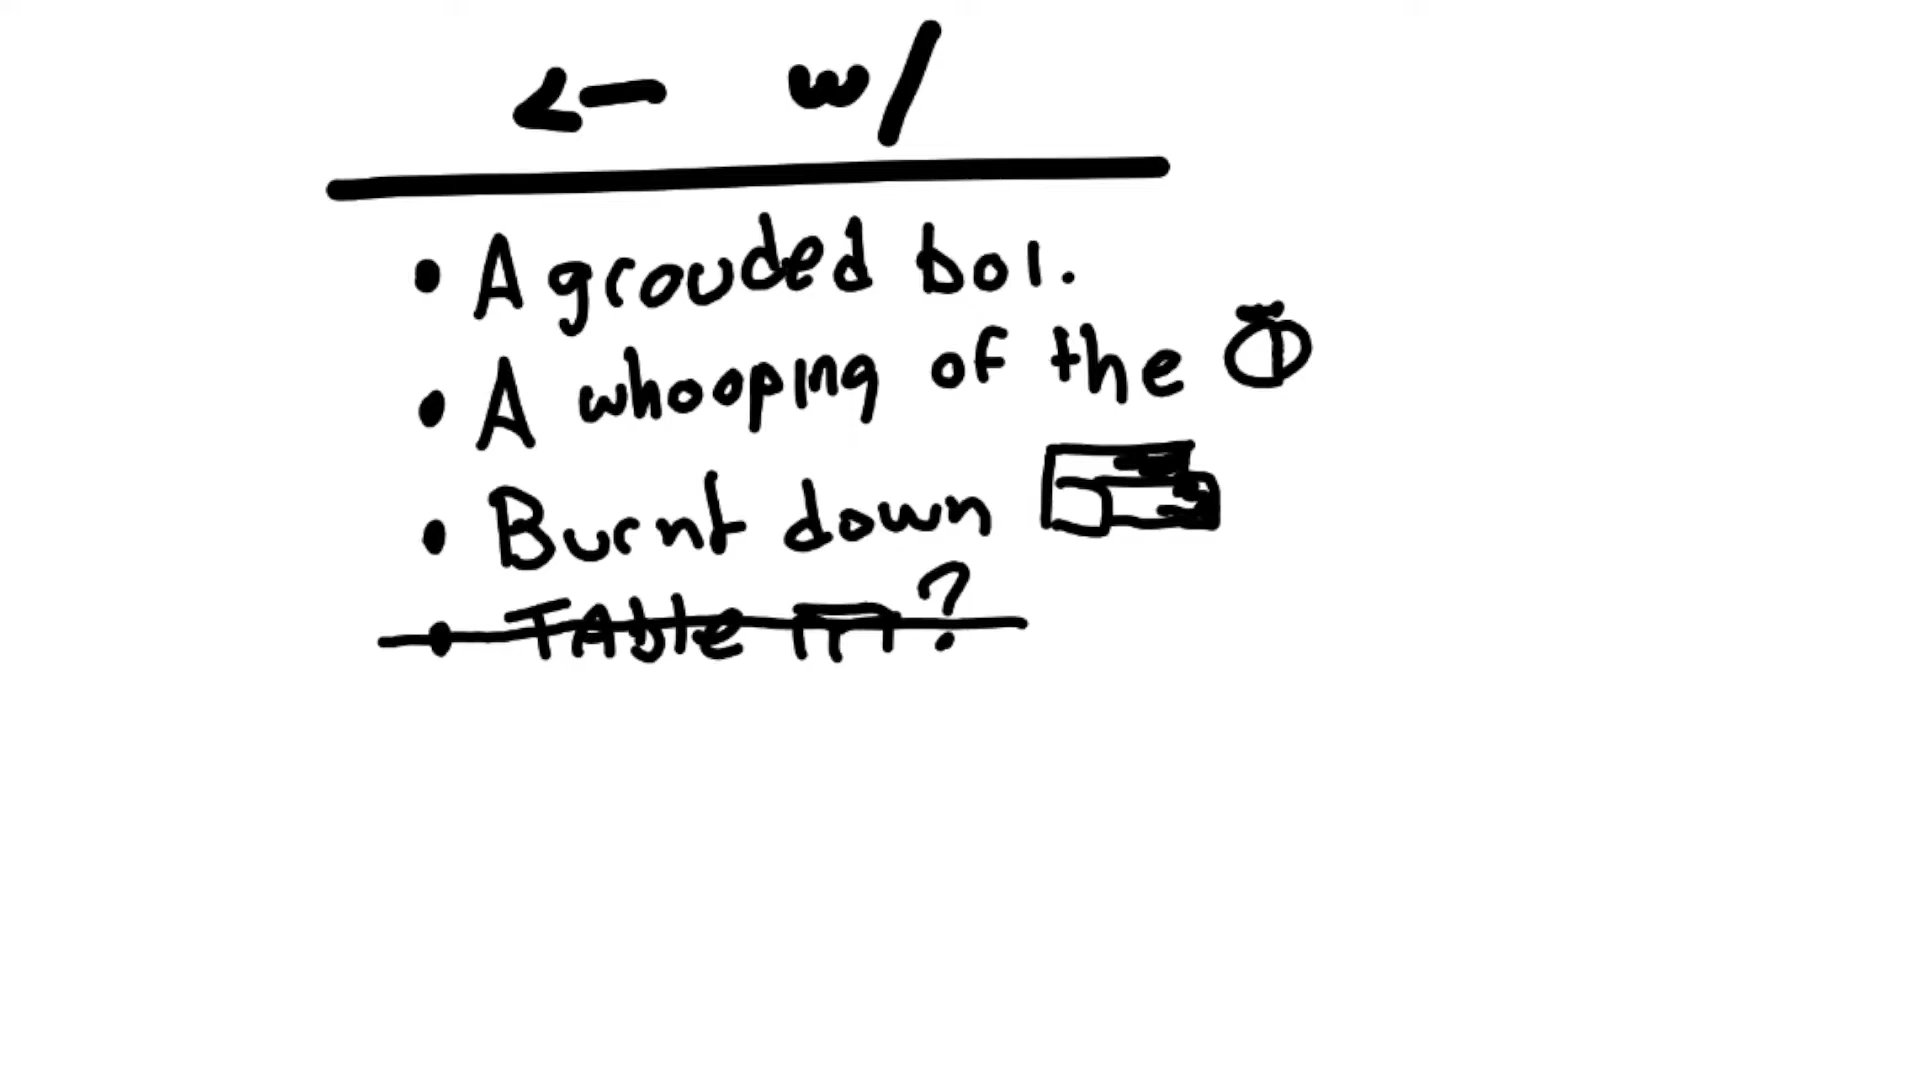 ← w/
• A grouded boi.
• A whooping of the
• Burnt down
• TAble ?